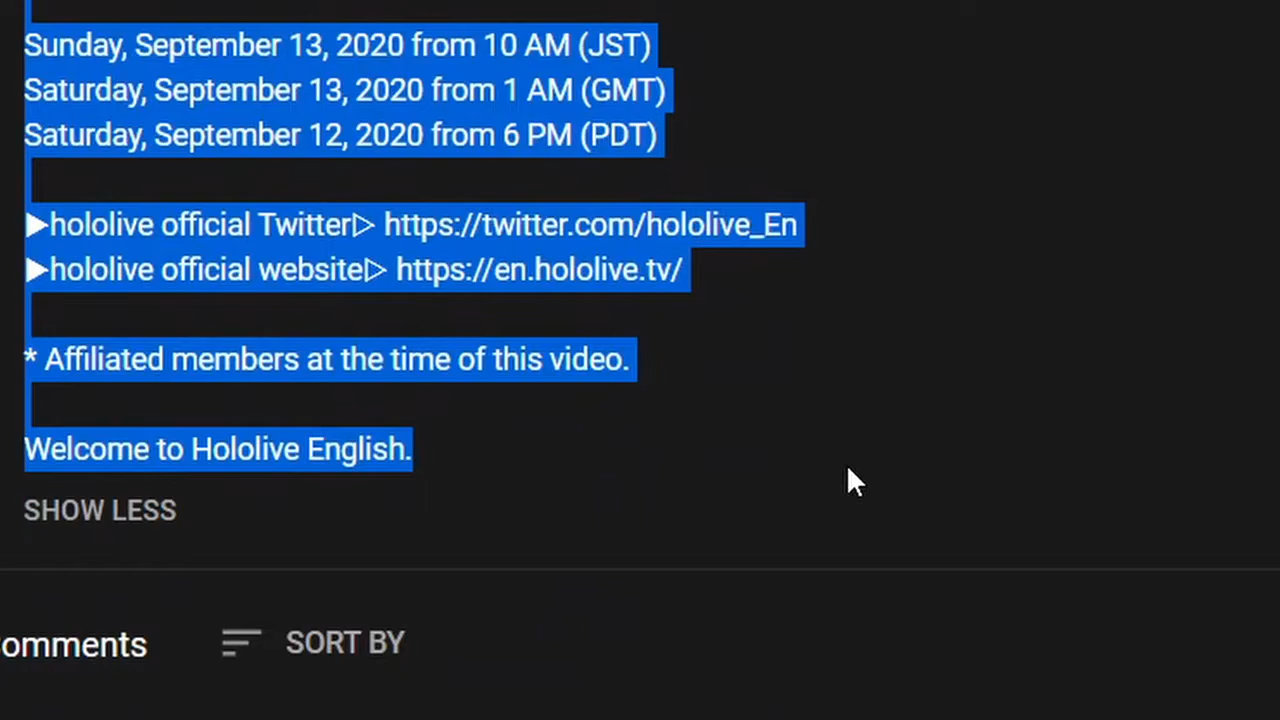 Sunday, September 13, 2020 from 10 AM (JST)
Saturday, September 13, 2020 from 1 AM (GMT)
Saturday, September 12, 2020 from 6 PM (PDT)
▶hololive official Twitter▷ https://twitter.com/hololive_En
▶hololive official website▷ https://en.hololive.tv/
* Affiliated members at the time of this video.
Welcome to Hololive English.
SHOW LESS
omments SORT BY